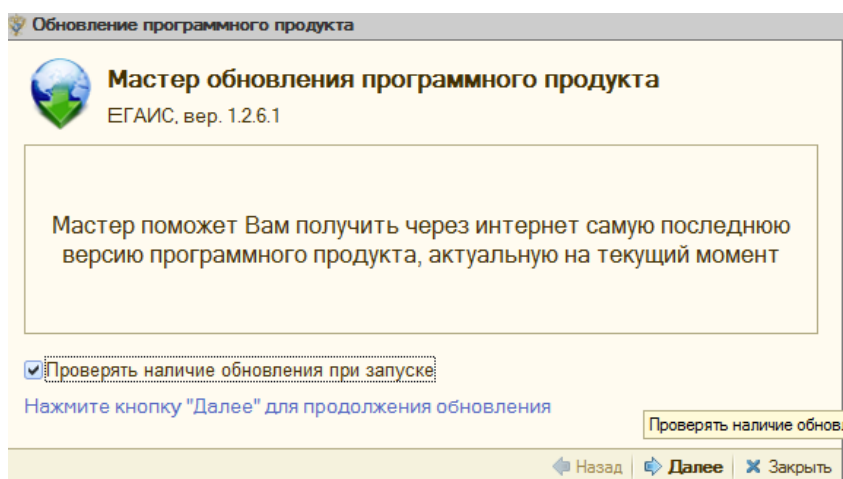 Обновление программного продукта
Мастер обновления программного продукта
ЕГАИС, вер. 1.2.6.1
Мастер поможет Вам получить через интернет самую последнюю
версию программного продукта, актуальную на текущий момент
Проверять наличие обновления при запуске
Нажмите кнопку "Далее" для продолжения обновления
Проверять наличие обнов
Назад Далее Закрыть